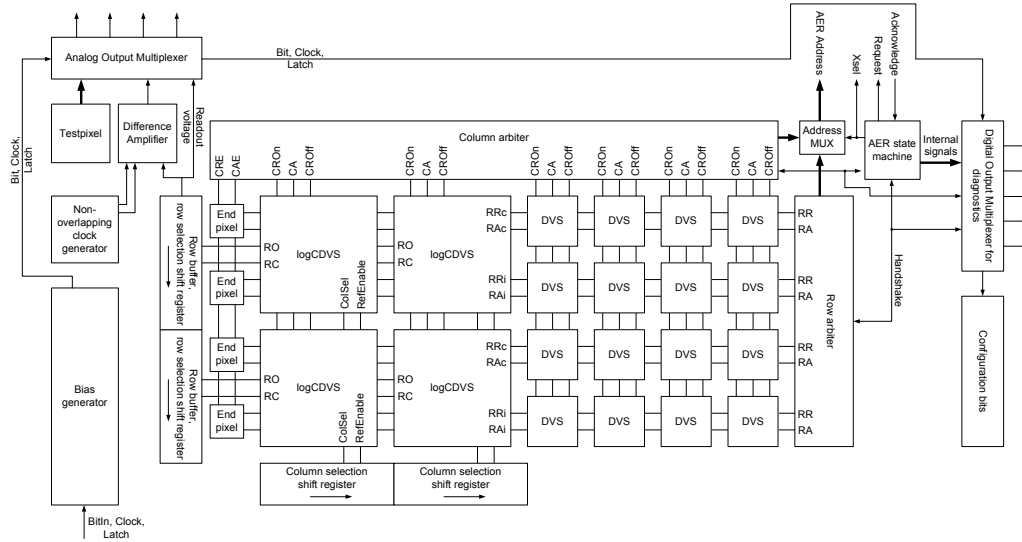 Analog Output Multiplexer
Bit, Clock,
Latch
AER Address
Xsel
Request
Acknowledge
Bit, Clock,
Latch
Testpixel
Difference
Amplifier
Readout
voltage
Column arbiter
Address
MUX
AER state
machine
Internal
signals
Digital Output Multiplexer for
diagnostics
CRE
CAE
CROn
CA
CROff
CROn
CA
CROff
CROn
CA
CROff
CROn
CA
CROff
CROn
CA
CROff
CROn
CA
CROff
Non-
overlapping
clock generator
Row buffer,
row selection shift register
End
pixel
RO
RC
End
pixel
logCDVS
ColSel
RefEnable
RO
RC
logCDVS
RRc
RAc
RRi
RAi
DVS
DVS
DVS
DVS
DVS
DVS
DVS
DVS
RR
RA
RR
RA
Row arbiter
Handshake
Configuration bits
Bias
generator
Row buffer,
row selection shift register
End
pixel
RO
RC
End
pixel
logCDVS
ColSel
RefEnable
RO
RC
logCDVS
RRc
RAc
RRi
RAi
DVS
DVS
DVS
DVS
DVS
DVS
DVS
DVS
RR
RA
RR
RA
Column selection
shift register
Column selection
shift register
BitIn, Clock,
Latch